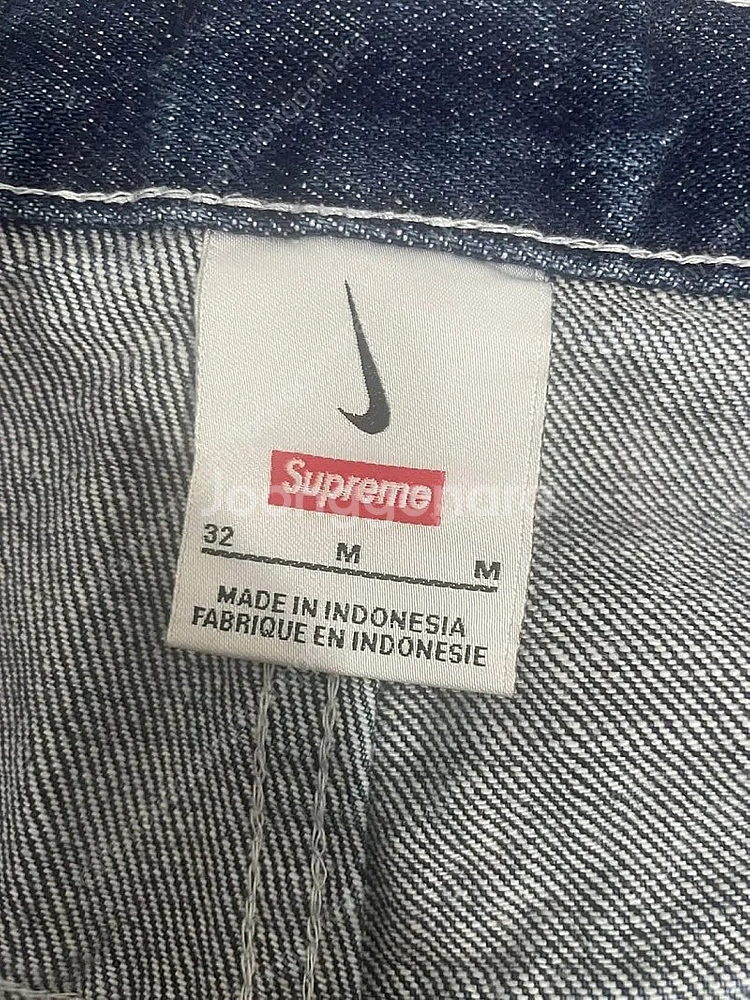 Supreme
32 M M
MADE IN INDONESIA
FABRIQUE EN INDONESIE